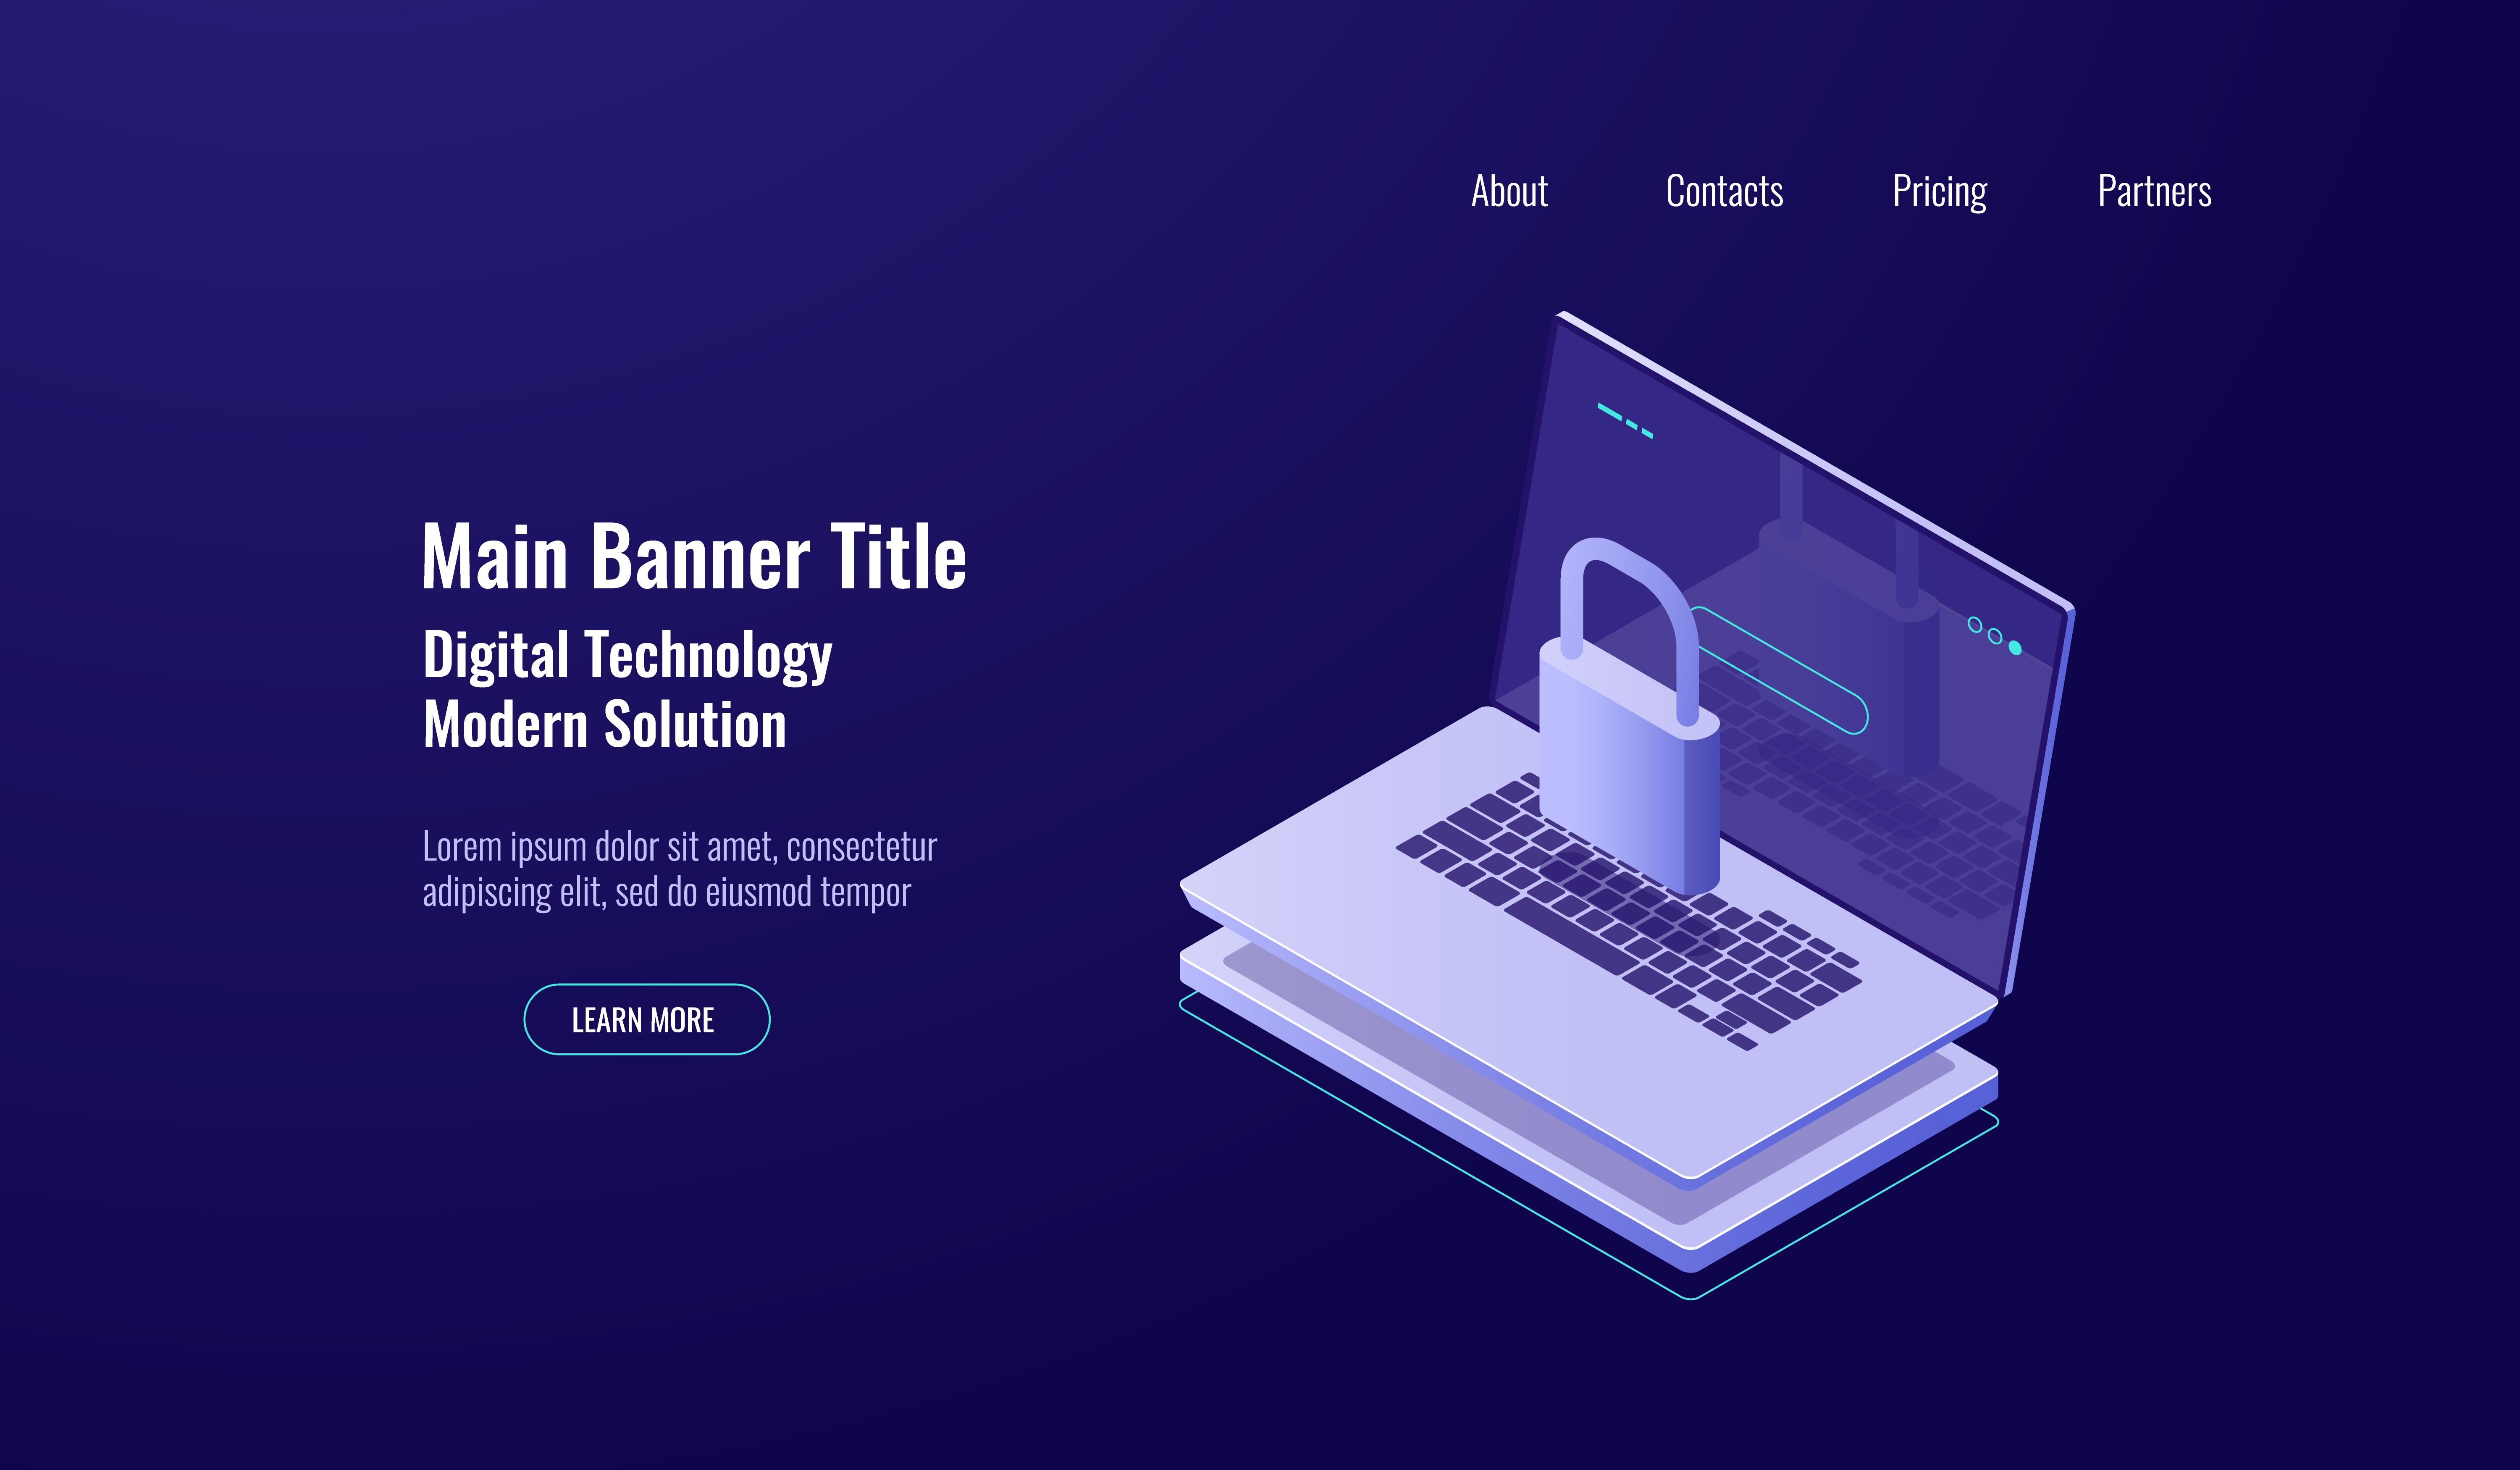 About Contacts Pricing Partners
Main Banner Title
Digital Technology
Modern Solution
Lorem ipsum dolor sit amet, consectetur
adipiscing elit, sed do eiusmod tempor
LEARN MORE